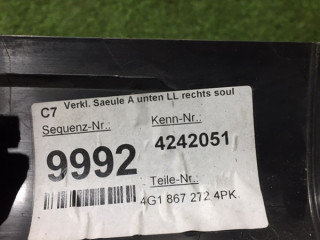 C7 Verkl. Saeule A unten LL rechts soul
Sequenz-Nr.: Kenn-Nr.:
9992 4242051
Teile-Nr.:
4G1 867 272 4PK